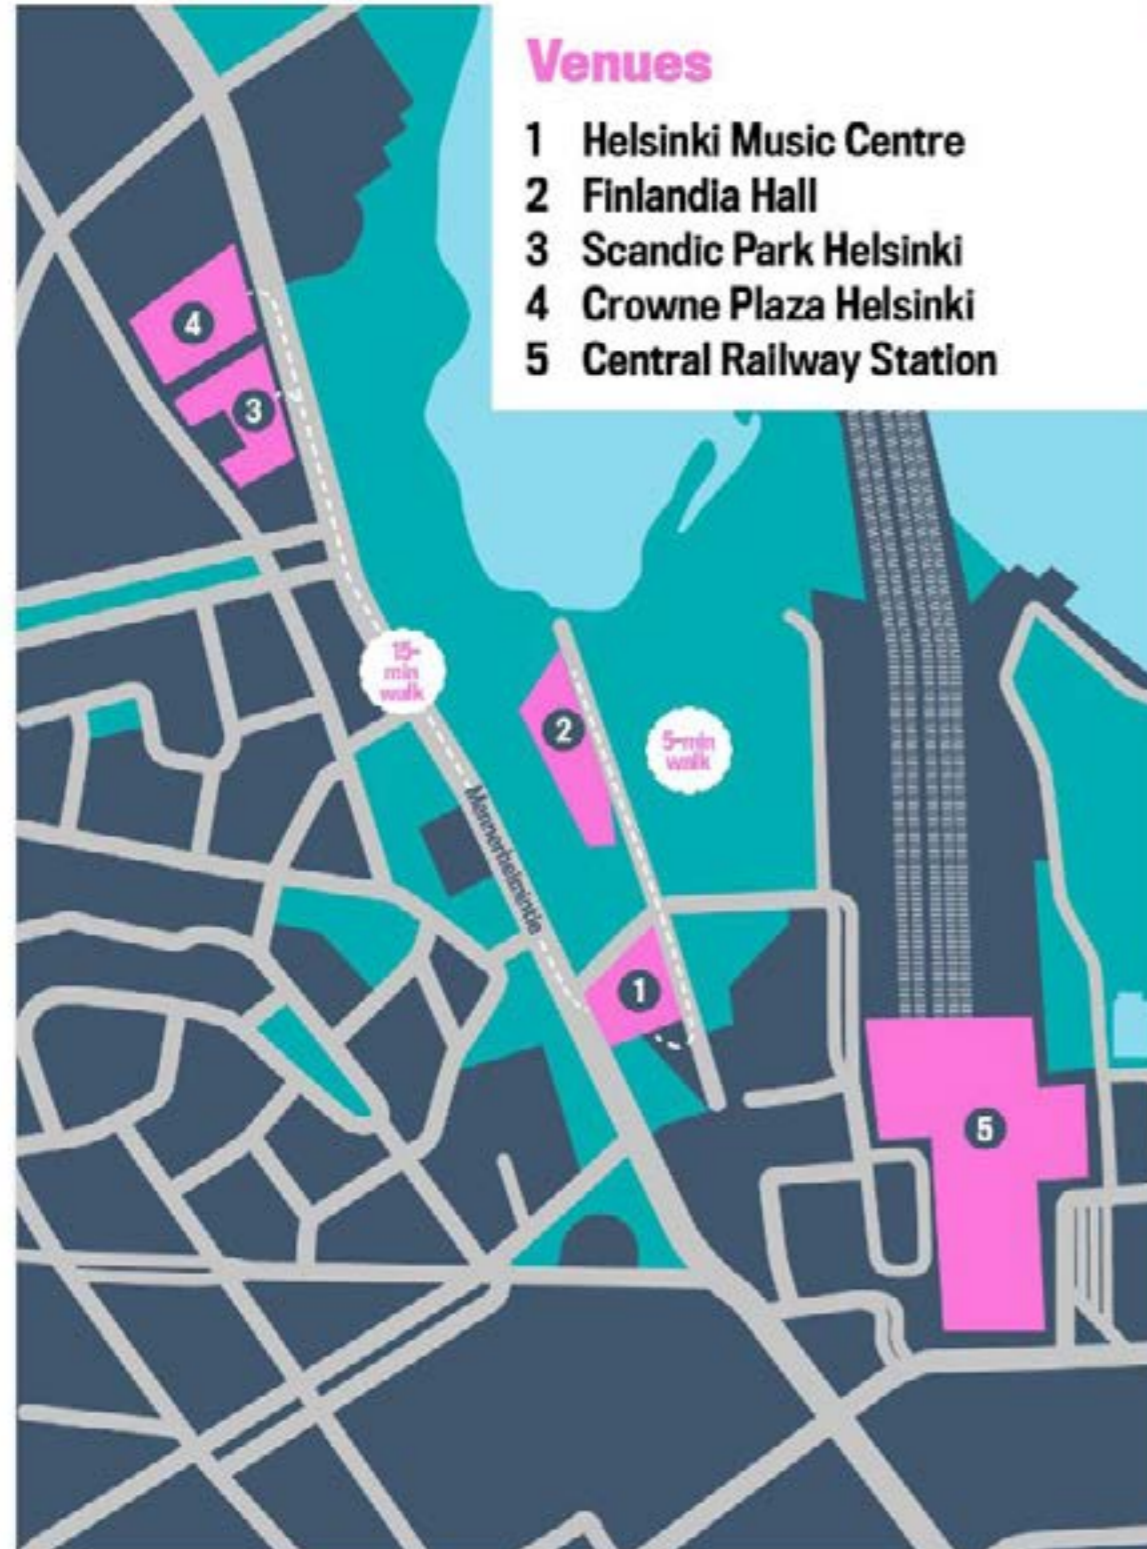 Venues
1 Helsinki Music Centre
2 Finlandia Hall
3 Scandic Park Helsinki
4 Crowne Plaza Helsinki
5 Central Railway Station
4
3
15-
min
walk
2
5-min
walk
Mannerheimintie
1
5